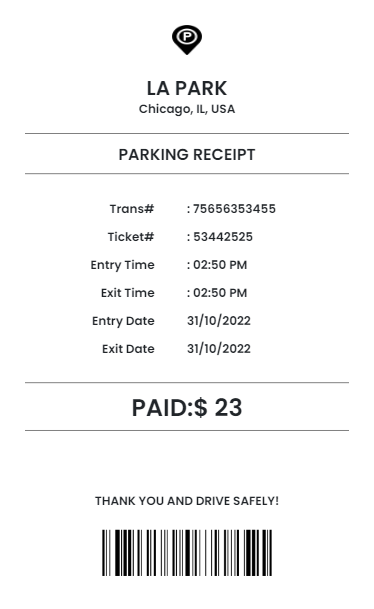 P
LA PARK
Chicago, IL, USA
PARKING RECEIPT
Trans# : 75656353455
Ticket# : 53442525
Entry Time : 02:50 PM
Exit Time : 02:50 PM
Entry Date 31/10/2022
Exit Date 31/10/2022
PAID:$ 23
THANK YOU AND DRIVE SAFELY!